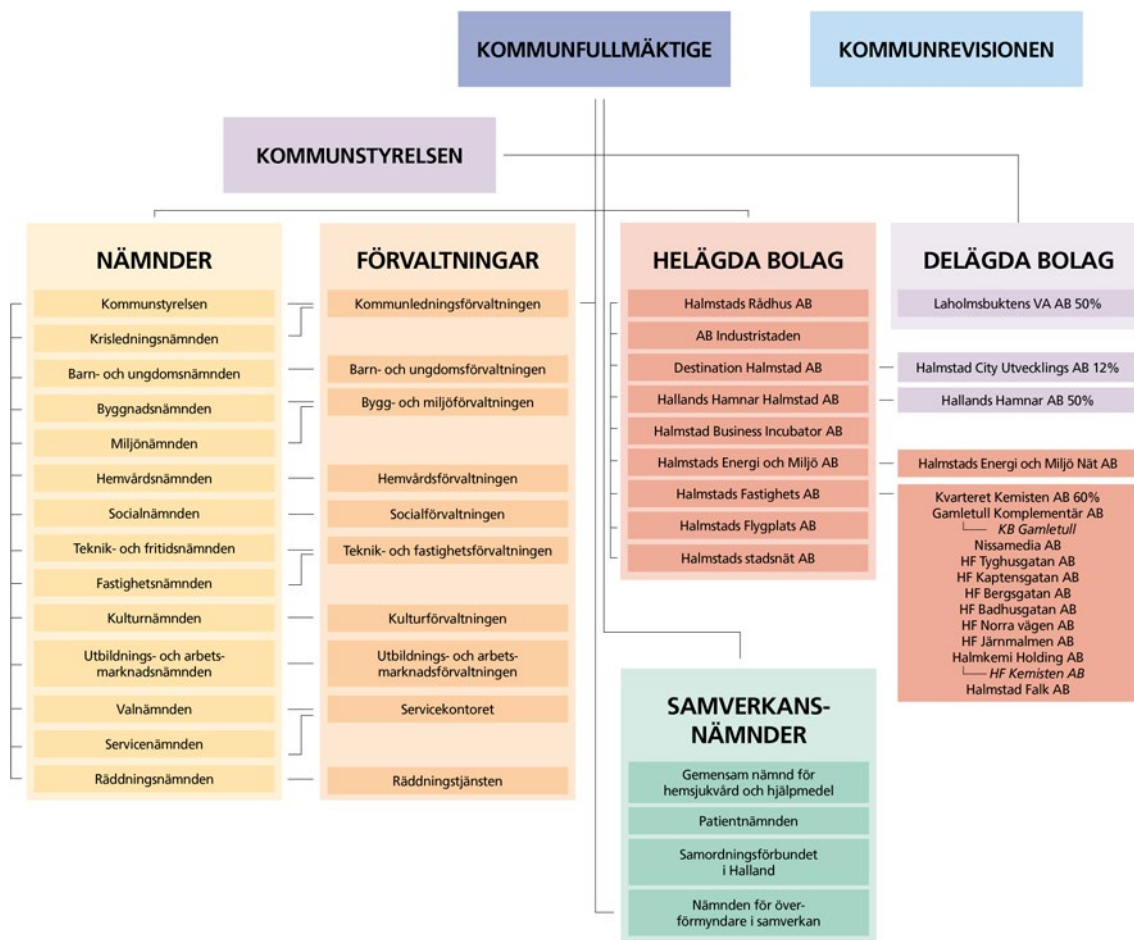 KOMMUNFULLMÄKTIGE
KOMMUNREVISIONEN
KOMMUNSTYRELSEN
NÄMNDER
Kommunstyrelsen
Krisledningsnämnden
Barn- och ungdomsnämnden
Byggnadsnämnden
Miljönämnden
Hemvårdsnämnden
Socialnämnden
Teknik- och fritidsnämnden
Fastighetsnämnden
Kulturnämnden
Utbildnings- och arbets-
marknadsnämnden
Valnämnden
Servicenämnden
Räddningsnämnden
FÖRVALTNINGAR
Kommunledningsförvaltningen
Barn- och ungdomsförvaltningen
Bygg- och miljöförvaltningen
Hemvårdsförvaltningen
Socialförvaltningen
Teknik- och fastighetsförvaltningen
Kulturförvaltningen
Utbildnings- och arbets-
marknadsförvaltningen
Servicekontoret
Räddningstjänsten
HELÄGDA BOLAG
Halmstads Rådhus AB
AB Industristaden
Destination Halmstad AB
Hallands Hamnar Halmstad AB
Halmstad Business Incubator AB
Halmstads Energi och Miljö AB
Halmstads Fastighets AB
Halmstads Flygplats AB
Halmstads stadsnät AB
DELÄGDA BOLAG
Laholmsbuktens VA AB 50%
Halmstad City Utvecklings AB 12%
Hallands Hamnar AB 50%
Halmstads Energi och Miljö Nät AB
Kvarteret Kemisten AB 60%
Gamletull Komplementär AB
KB Gamletull
Nissamedia AB
HF Tyghusgatan AB
HF Kaptensgatan AB
HF Bergsgatan AB
HF Badhusgatan AB
HF Norra vägen AB
HF Järnmalmen AB
Halmkemi Holding AB
HF Kemisten AB
Halmstad Falk AB
SAMVERKANS-
NÄMNDER
Gemensam nämnd för
hemsjukvård och hjälpmedel
Patientnämnden
Samordningsförbundet
i Halland
Nämnden för över-
förmyndare i samverkan